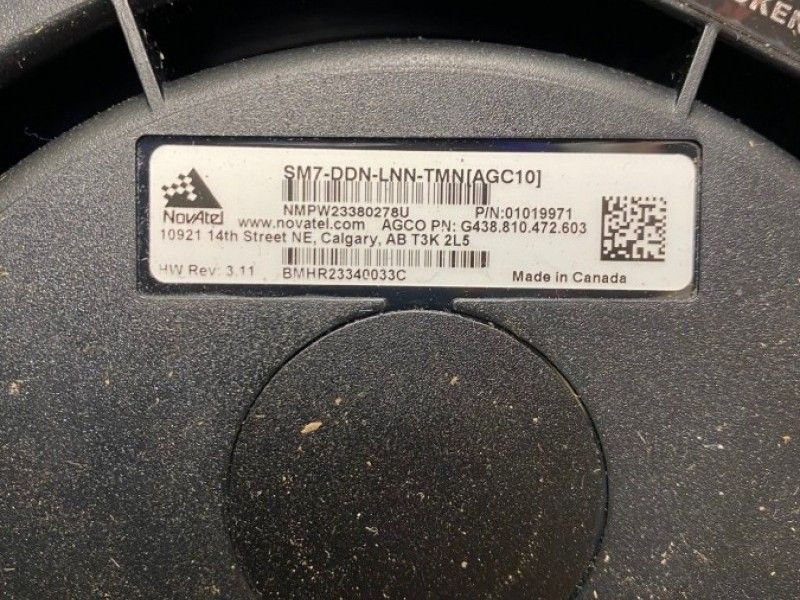 OKEN
SM7-DDN-LNN-TMN[AGC10]
NovAtel
NMPW23380278U P/N:01019971
www.novatel.com AGCO PN: G438.810.472.603
10921 14th Street NE, Calgary, AB T3K 2L5
HW Rev: 3.11 BMHR23340033C Made in Canada